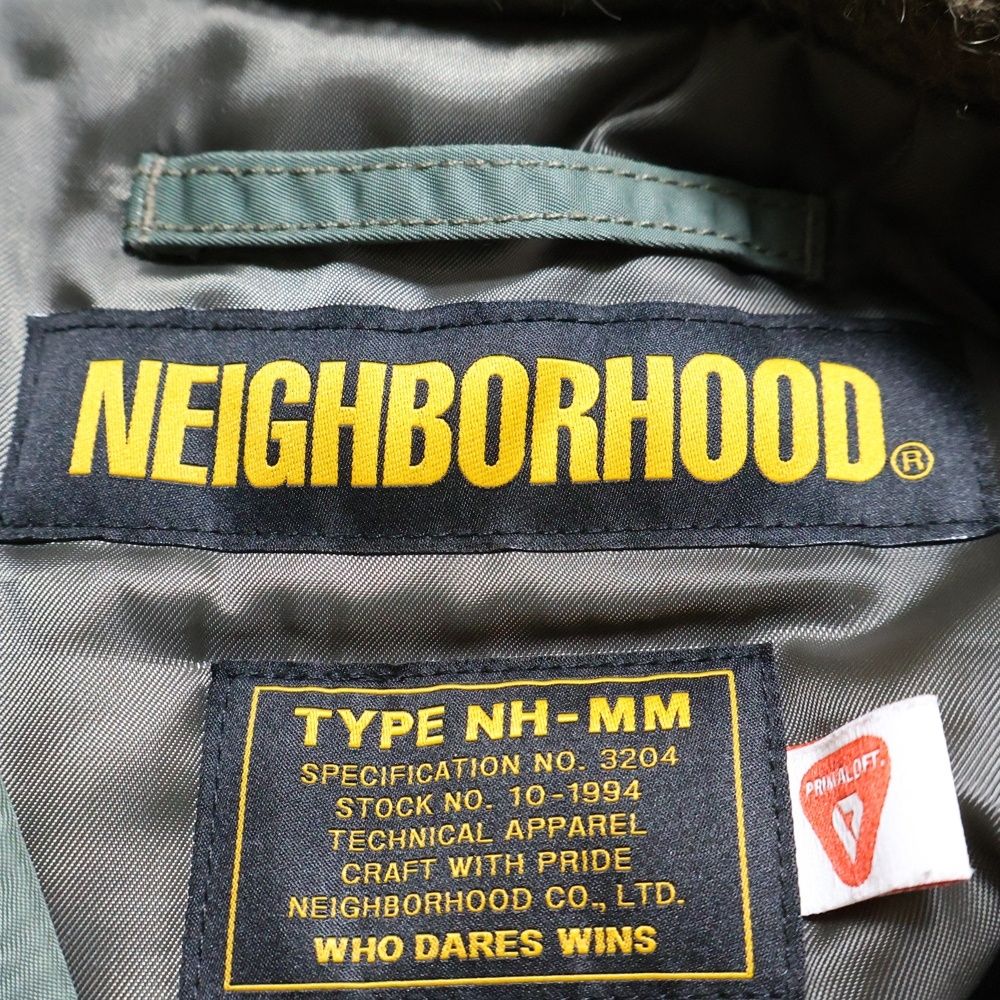 NEIGHBORHOOD®
TYPE NH-MM
SPECIFICATION NO. 3204
STOCK NO. 10-1994
TECHNICAL APPAREL
CRAFT WITH PRIDE
NEIGHBORHOOD CO., LTD.
WHO DARES WINS
PRIMALOFT.